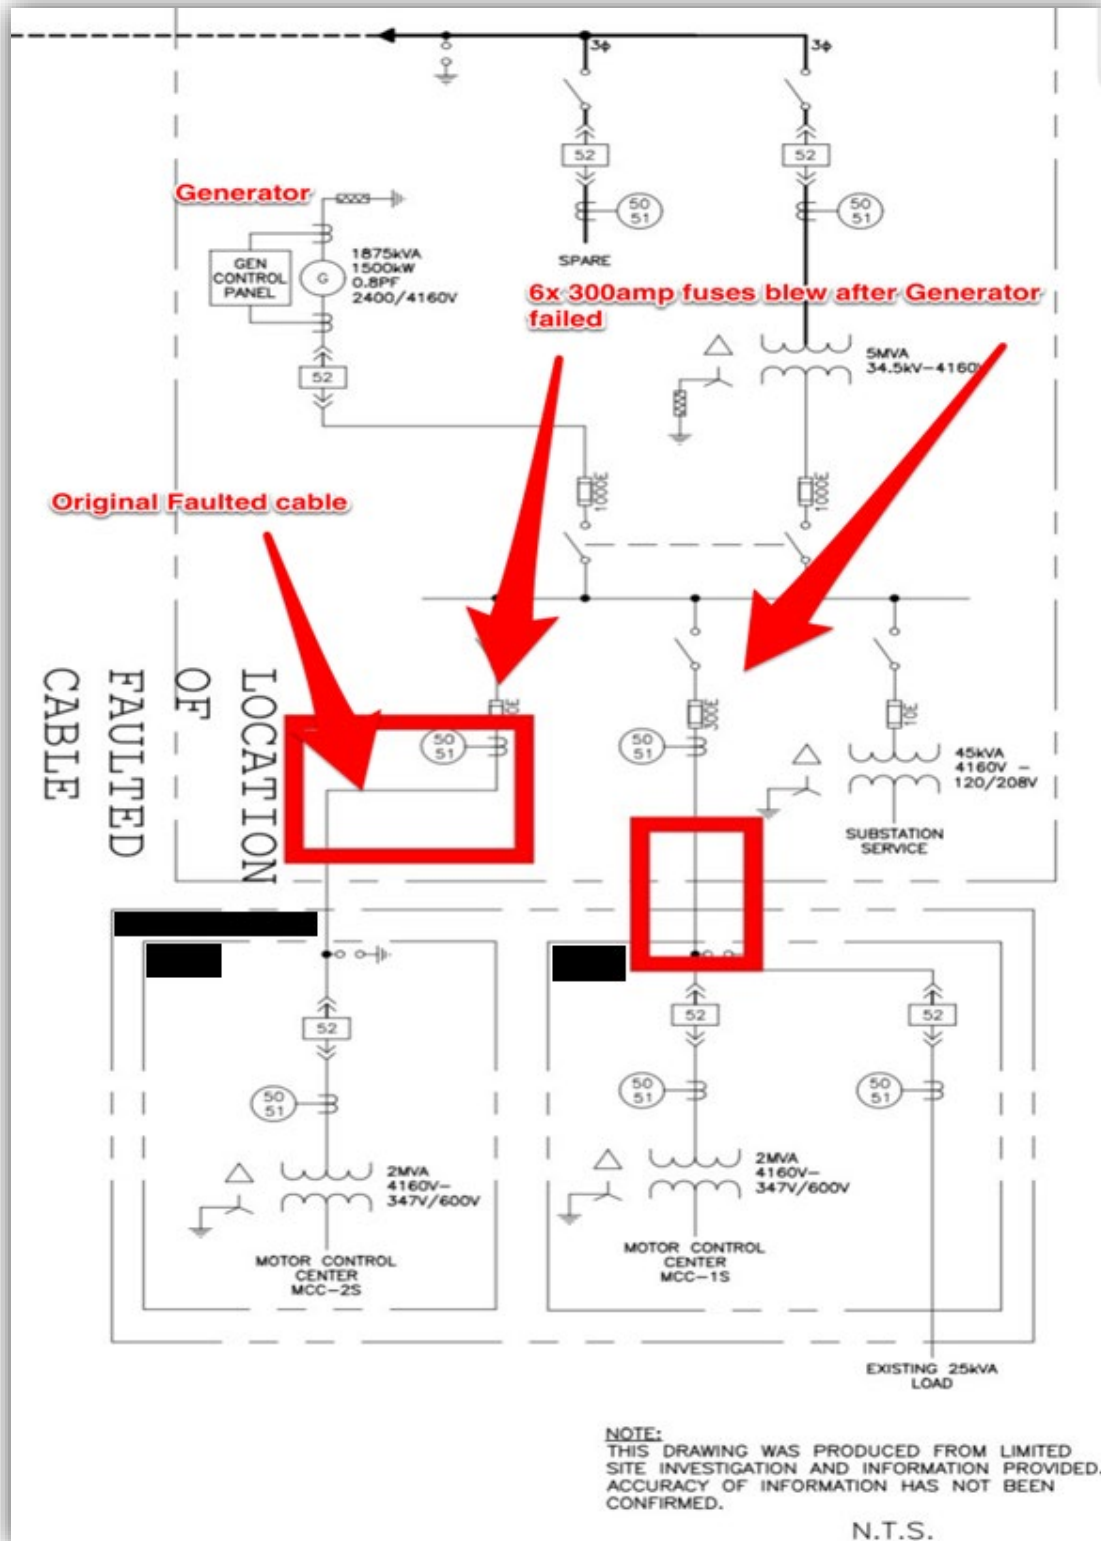 3φ
3φ
52
52
Generator
50
51
50
51
GEN
CONTROL
PANEL
G
1875kVA
1500kW
0.8PF
2400/4160V
SPARE
6x 300amp fuses blew after Generator
failed
52
5MVA
34.5kV-4160V
Original Faulted cable
1000E
1000E
LOCATION
OF
FAULTED
CABLE
300E
10E
50
51
50
51
45kVA
4160V -
120/208V
SUBSTATION
SERVICE
52
52
52
50
51
50
51
50
51
2MVA
4160V-
347V/600V
2MVA
4160V-
347V/600V
MOTOR CONTROL
CENTER
MCC-2S
MOTOR CONTROL
CENTER
MCC-1S
EXISTING 25kVA
LOAD
NOTE:
THIS DRAWING WAS PRODUCED FROM LIMITED
SITE INVESTIGATION AND INFORMATION PROVIDED.
ACCURACY OF INFORMATION HAS NOT BEEN
CONFIRMED.
N.T.S.